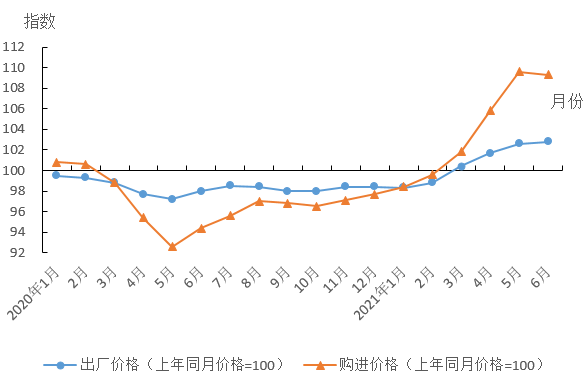 指数
112
110
108
106
104
102
100
98
96
94
92
月份
2020年1月
2月
3月
4月
5月
6月
7月
8月
9月
10月
11月
12月
2021年1月
2月
3月
4月
5月
6月
出厂价格（上年同月价格=100）
购进价格（上年同月价格=100）